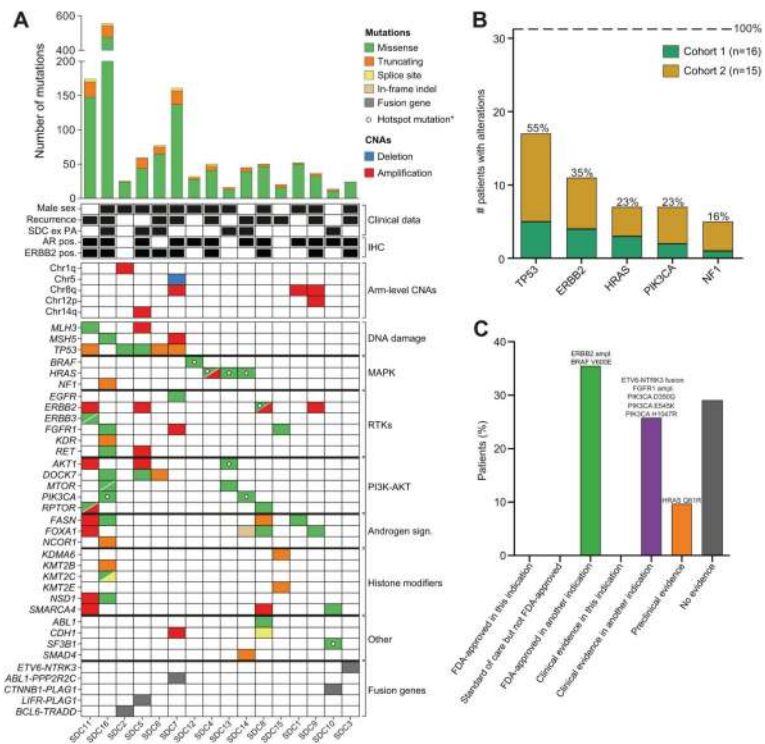 A
Number of mutations
600
400
200
150
100
50
0
Mutations
Missense
Truncating
Splice site
In-frame indel
Fusion gene
Hotspot mutation*
CNAs
Deletion
Amplification
Male sex
Recurrence
SDC ex PA
Clinical data
AR pos.
ERBB2 pos.
IHC
Chr1q
Chr5
Chr8q
Chr12p
Chr14q
Arm-level CNAs
MLH3
MSH5
TP53
DNA damage
BRAF
HRAS
NF1
MAPK
EGFR
ERBB2
ERBB3
FGFR1
KDR
RET
RTKs
AKT1
DOCK7
MTOR
PIK3CA
RPTOR
PI3K-AKT
FASN
FOXA1
NCOR1
Androgen sign.
KDMA6
KMT2B
KMT2C
KMT2E
NSD1
SMARCA4
Histone modifiers
ABL1
CDH1
SF3B1
SMAD4
Other
ETV6-NTRK3
ABL1-PPP2R2C
CTNNB1-PLAG1
LIFR-PLAG1
BCL6-TRADD
Fusion genes
SDC11
SDC16
SDC2
SDC5
SDC6
SDC7
SDC12
SDC4
SDC13
SDC14
SDC8
SDC15
SDC1
SDC9
SDC10
SDC3
B
# patients with alterations
30
20
10
0
100%
Cohort 1 (n=16)
Cohort 2 (n=15)
55%
35%
23%
23%
16%
TP53
ERBB2
HRAS
PIK3CA
NF1
C
Patients (%)
40
30
20
10
0
ERBB2 ampl
BRAF V600E
ETV6-NTRK3 fusion
FGFR1 ampl
PIK3CA D350G
PIK3CA E545K
PIK3CA H1047R
HRAS Q61R
FDA-approved in this indication
Standard of care but not FDA-approved
FDA-approved in another indication
Clinical evidence in this indication
Clinical evidence in another indication
Preclinical evidence
No evidence